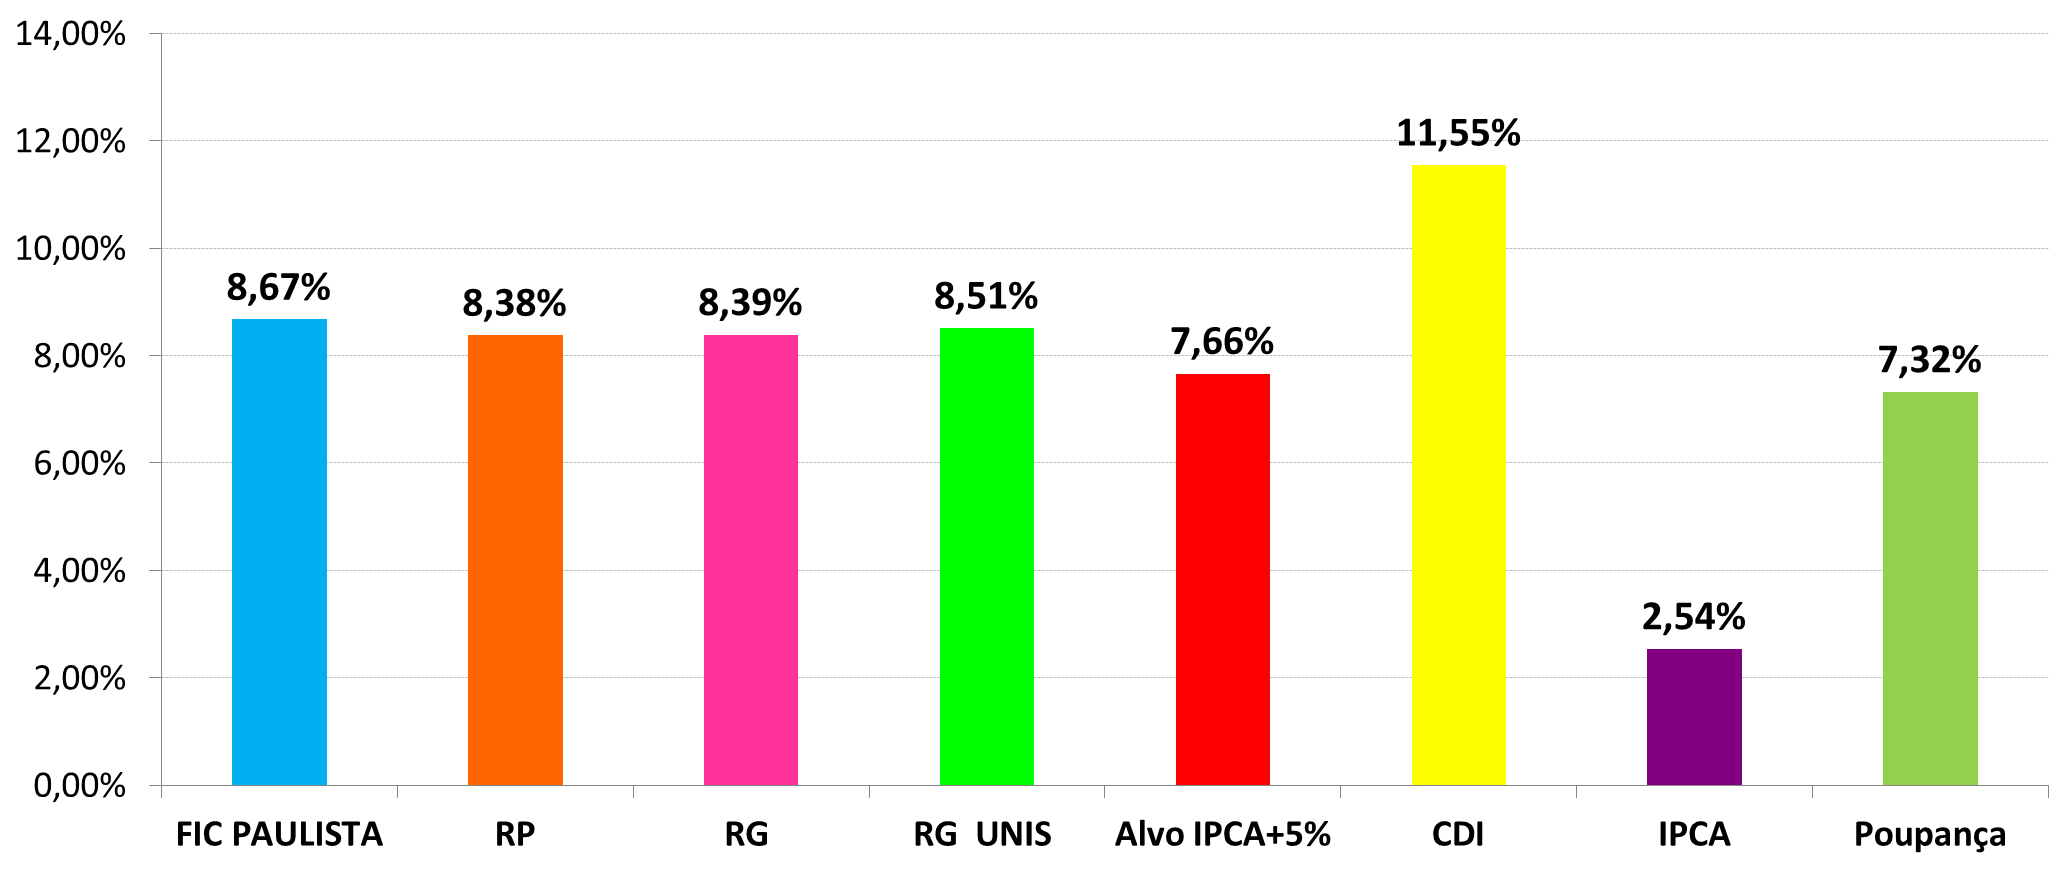 14,00%
12,00%
10,00%
8,00%
6,00%
4,00%
2,00%
0,00%
8,67%
8,38%
8,39%
8,51%
7,66%
11,55%
2,54%
7,32%
FIC PAULISTA
RP
RG
RG  UNIS
Alvo IPCA+5%
CDI
IPCA
Poupança